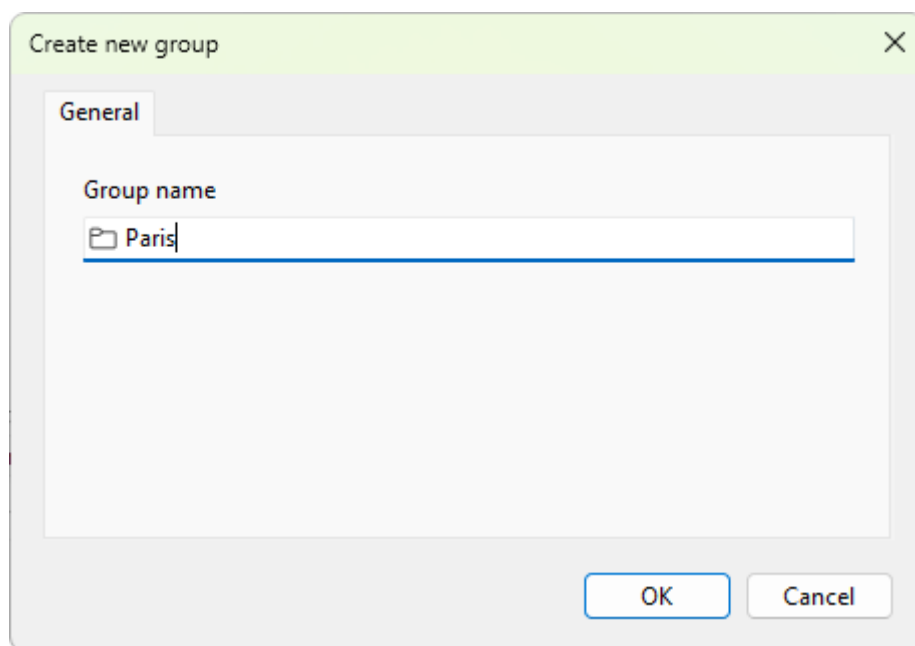 Create new group
General
Group name
Paris
OK
Cancel